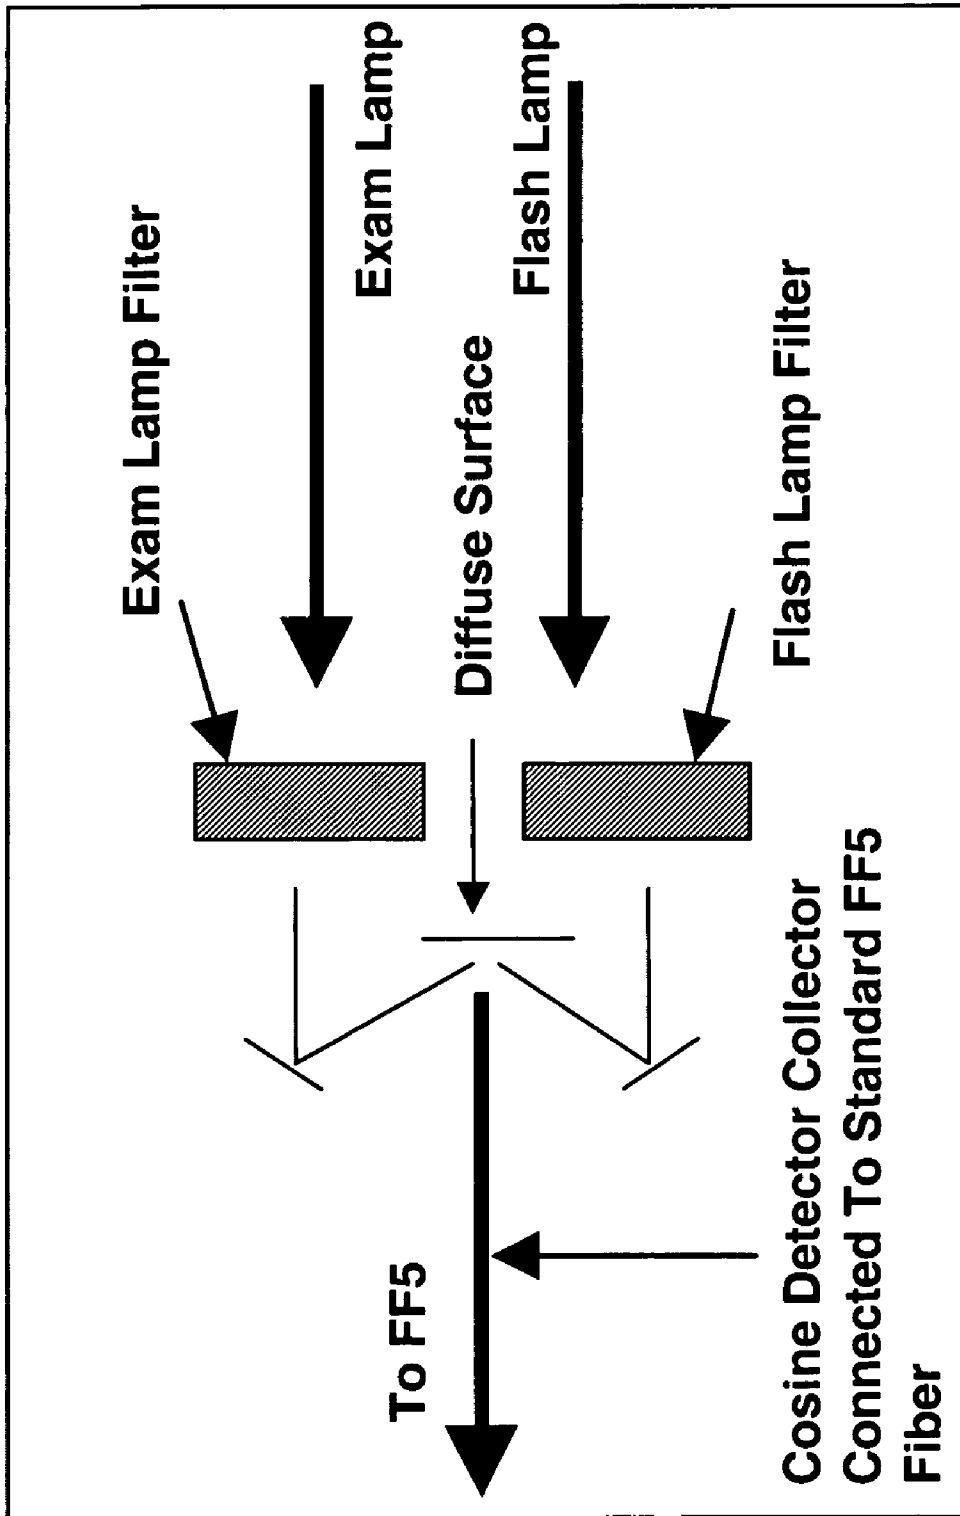 Exam Lamp Filter
Exam Lamp
Diffuse Surface
Flash Lamp
Flash Lamp Filter
To FF5
Cosine Detector Collector
Connected To Standard FF5
Fiber